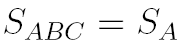 S_{ABC} = S_A